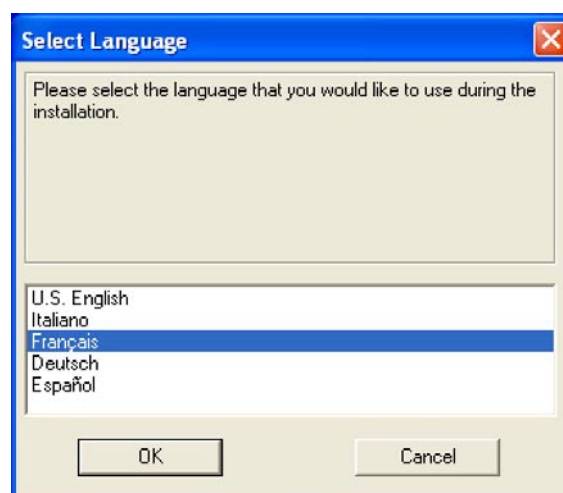 Select Language
Please select the language that you would like to use during the
installation.
U.S. English
Italiano
Français
Deutsch
Español
OK
Cancel